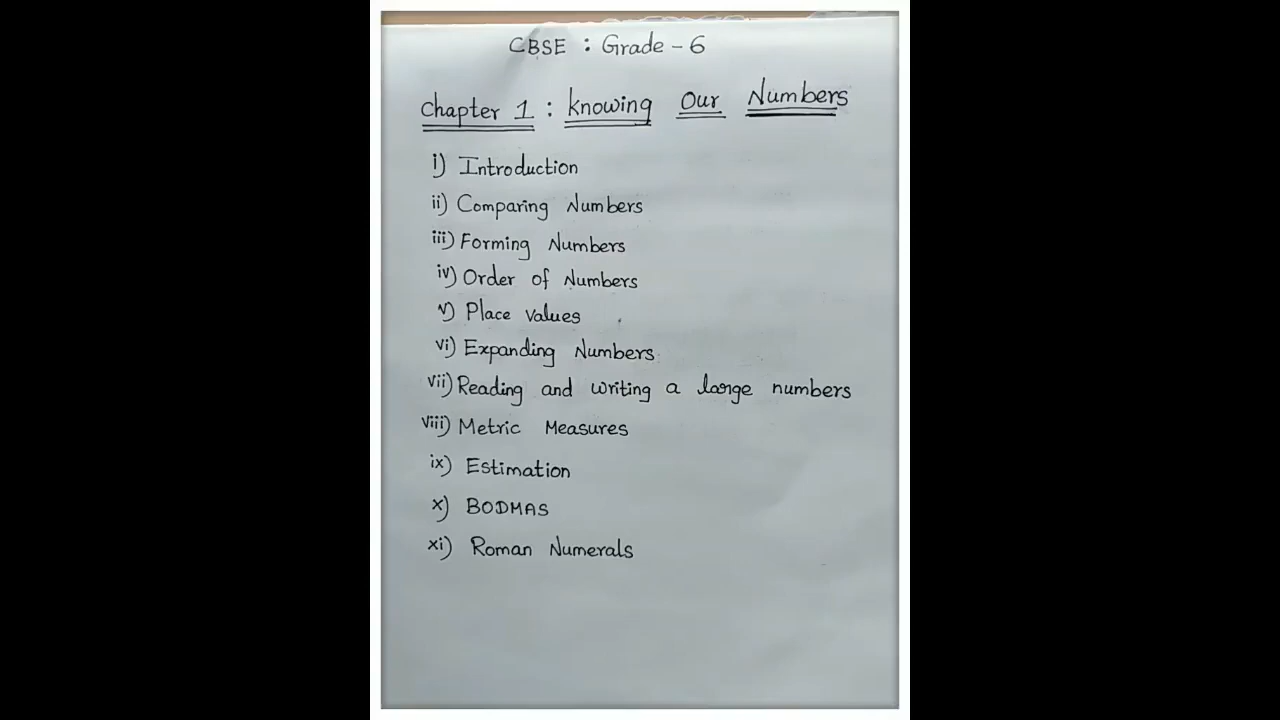 CBSE : Grade - 6
Chapter 1 : Knowing Our Numbers
i) Introduction
ii) Comparing Numbers
iii) Forming Numbers
iv) Order of Numbers
v) Place values
vi) Expanding Numbers
vii) Reading and writing a large numbers
viii) Metric Measures
ix) Estimation
x) BODMAS
xi) Roman Numerals